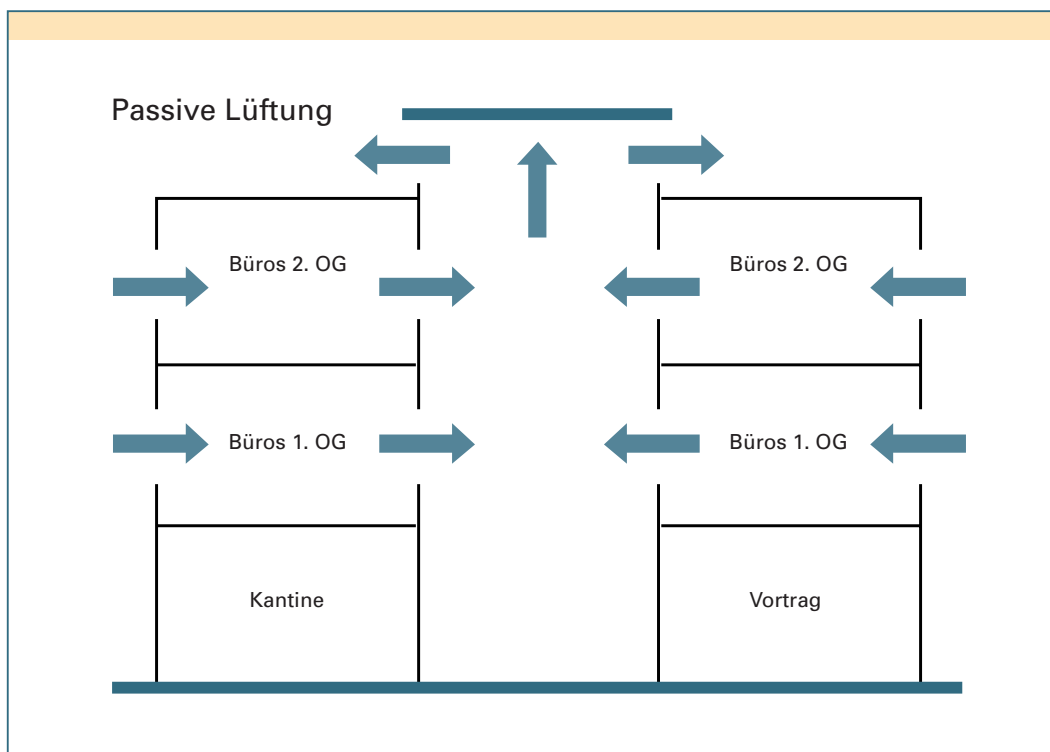 Passive Lüftung
Büros 2. OG
Büros 2. OG
Büros 1. OG
Büros 1. OG
Kantine
Vortrag